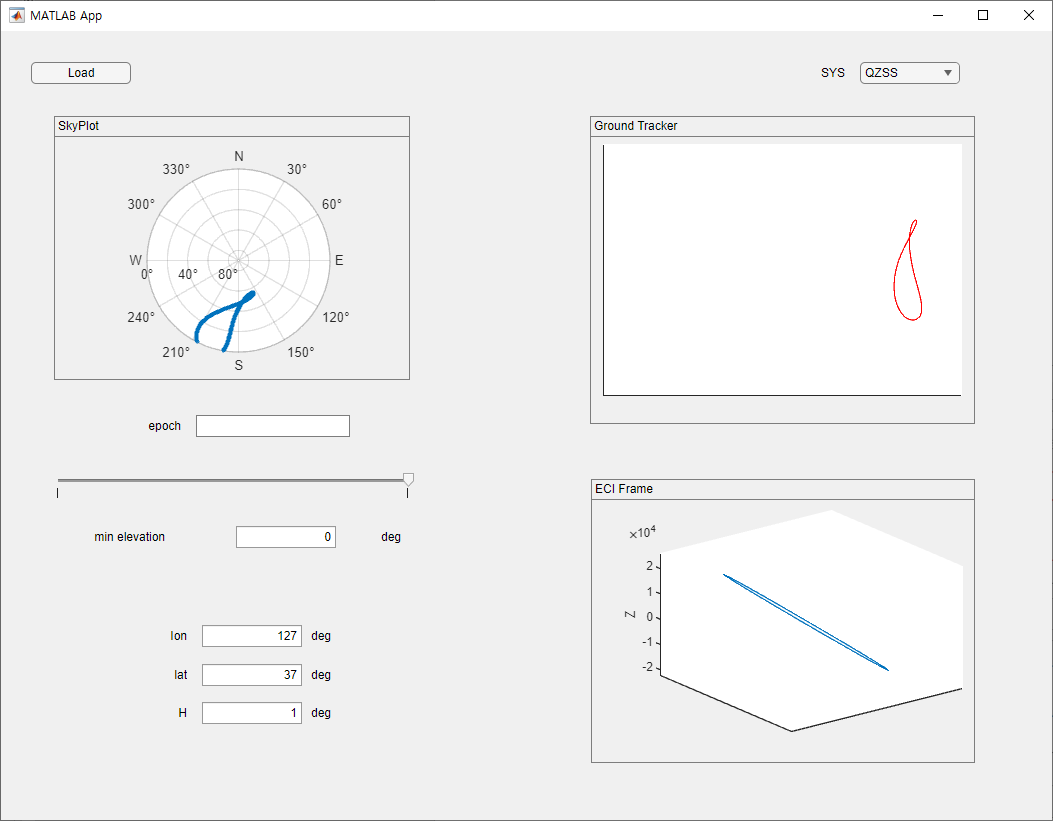 MATLAB App
Load
SYS QZSS
SkyPlot
N
330° 30°
300° 60°
W E
0° 40° 80°
240° 120°
210° 150°
S
Ground Tracker
epoch
min elevation 0 deg
lon 127 deg
lat 37 deg
H 1 deg
ECI Frame
×10⁴
2
1
Z 0
-1
-2